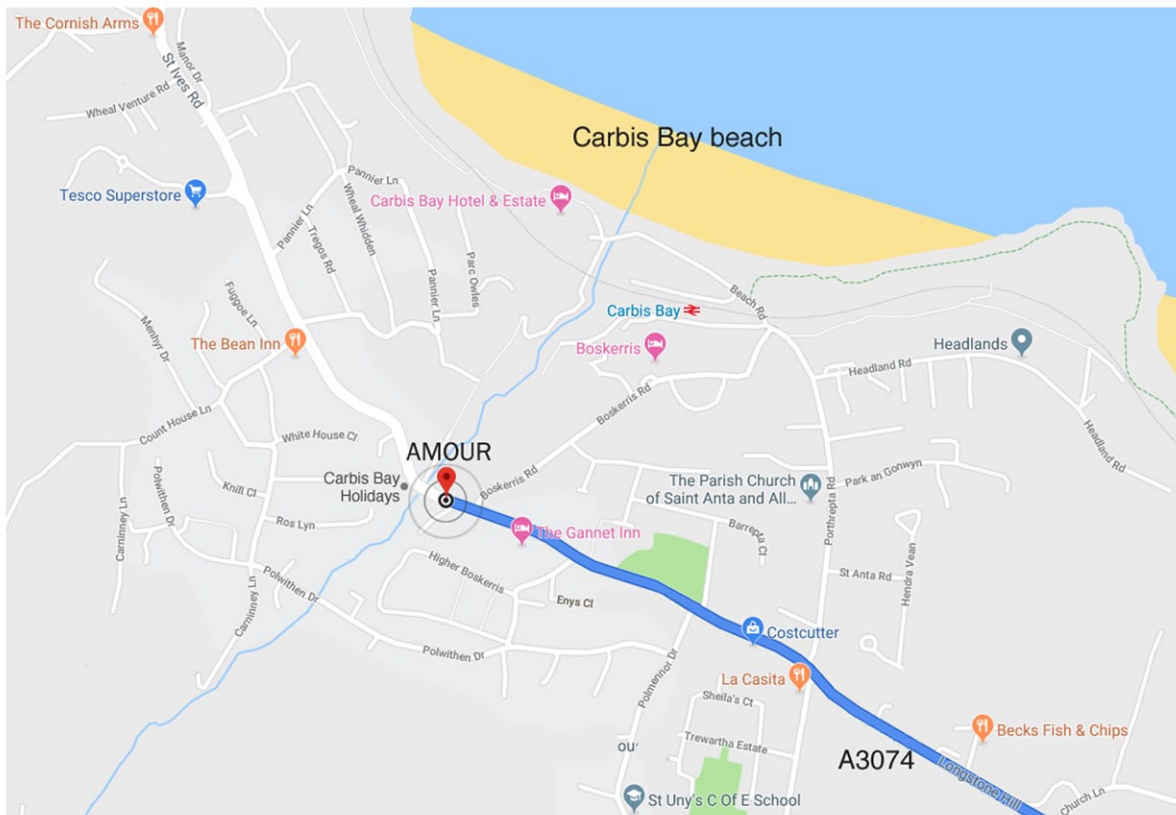 The Cornish Arms
St Ives Rd
Manor Dr
Wheal Venture Rd
Carbis Bay beach
Tesco Superstore
Pannier Ln
Pannier Ln
Wheal Whidden
Tregos Rd
Carbis Bay Hotel & Estate
Parc Owles
Pannier Ln
Beach Rd
Fuggoe Ln
Menhyr Dr
The Bean Inn
Carbis Bay
Boskerris
Headlands
Headland Rd
Boskerris Rd
Count House Ln
White House Cl
Headland Rd
AMOUR
Carbis Bay
Holidays
Boskerris Rd
The Parish Church
of Saint Anta and All...
Park an Gonwyn
Porthrepta Rd
Polwithen Dr
Knill Cl
Ros Lyn
Carninney Ln
The Gannet Inn
Barrepta Cl
Higher Boskerris
St Anta Rd
Hendra Vean
Polwithen Dr
Enys Cl
Carninney Ln
Costcutter
Polwithen Dr
Polmennor Dr
La Casita
Sheila's Ct
Becks Fish & Chips
Trewartha Estate
ou'
A3074
Longstone Hill
St Uny's C Of E School
Church Ln